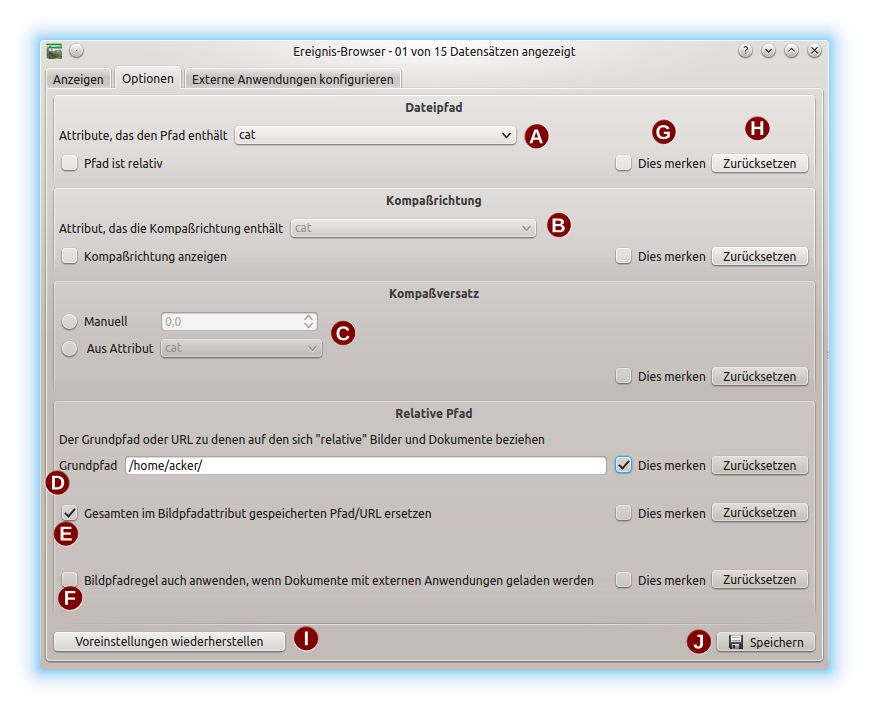 Ereignis-Browser - 01 von 15 Datensätzen angezeigt
Anzeigen Optionen Externe Anwendungen konfigurieren
Dateipfad
Attribute, das den Pfad enthält cat A G H
Pfad ist relativ Dies merken Zurücksetzen
Kompaßrichtung
Attribut, das die Kompaßrichtung enthält cat B
Kompaßrichtung anzeigen Dies merken Zurücksetzen
Kompaßversatz
Manuell 0,0 C
Aus Attribut cat
Dies merken Zurücksetzen
Relative Pfad
Der Grundpfad oder URL zu denen auf den sich "relative" Bilder und Dokumente beziehen
Grundpfad /home/acker/ Dies merken Zurücksetzen
D
Gesamten im Bildpfadattribut gespeicherten Pfad/URL ersetzen Dies merken Zurücksetzen
E
Bildpfadregel auch anwenden, wenn Dokumente mit externen Anwendungen geladen werden Dies merken Zurücksetzen
F
Voreinstellungen wiederherstellen I J Speichern